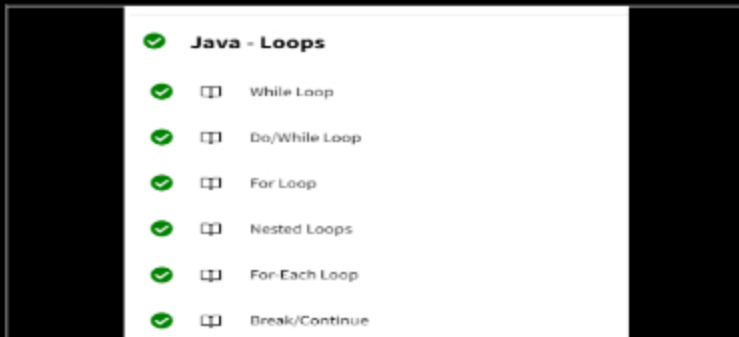 Java - Loops
While Loop
Do/While Loop
For Loop
Nested Loops
For-Each Loop
Break/Continue